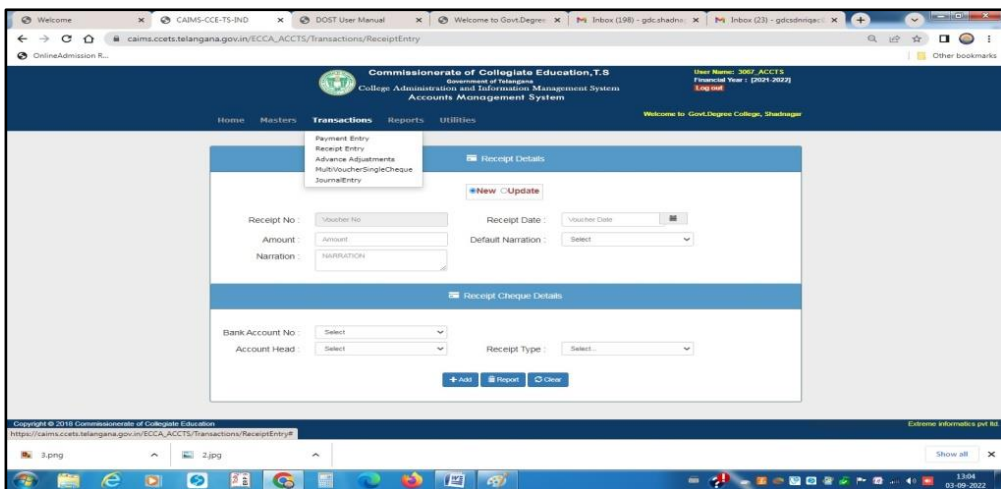 Welcome
CAIMS-CCE-TS-IND
DOST User Manual
Welcome to Govt.Degree
Inbox (198) - gdc.shadna
Inbox (23) - gdcsdnriqac
caims.ccets.telangana.gov.in/ECCA_ACCTS/Transactions/ReceiptEntry
OnlineAdmission R...
Other bookmarks
Commissionerate of Collegiate Education,T.S
Government of Telangana
College Administration and Information Management System
Accounts Management System
User Name: 3067_ACCTS
Financial Year : [2021-2022]
Log out
Home Masters Transactions Reports Utilities
Welcome to Govt.Degree College, Shadnagar
Payment Entry
Receipt Entry
Advance Adjustments
MultiVoucherSingleCheque
JournalEntry
Receipt Details
New Update
Receipt No : Voucher No Receipt Date : Voucher Date
Amount : Amount Default Narration : Select
Narration : NARRATION
Receipt Cheque Details
Bank Account No : Select
Account Head : Select Receipt Type : Select...
+ Add Report Clear
Copyright © 2018 Commissionerate of Collegiate Education
Extreme informatics pvt ltd.
https://caims.ccets.telangana.gov.in/ECCA_ACCTS/Transactions/ReceiptEntry#
3.png 2.jpg Show all
13:04
03-09-2022